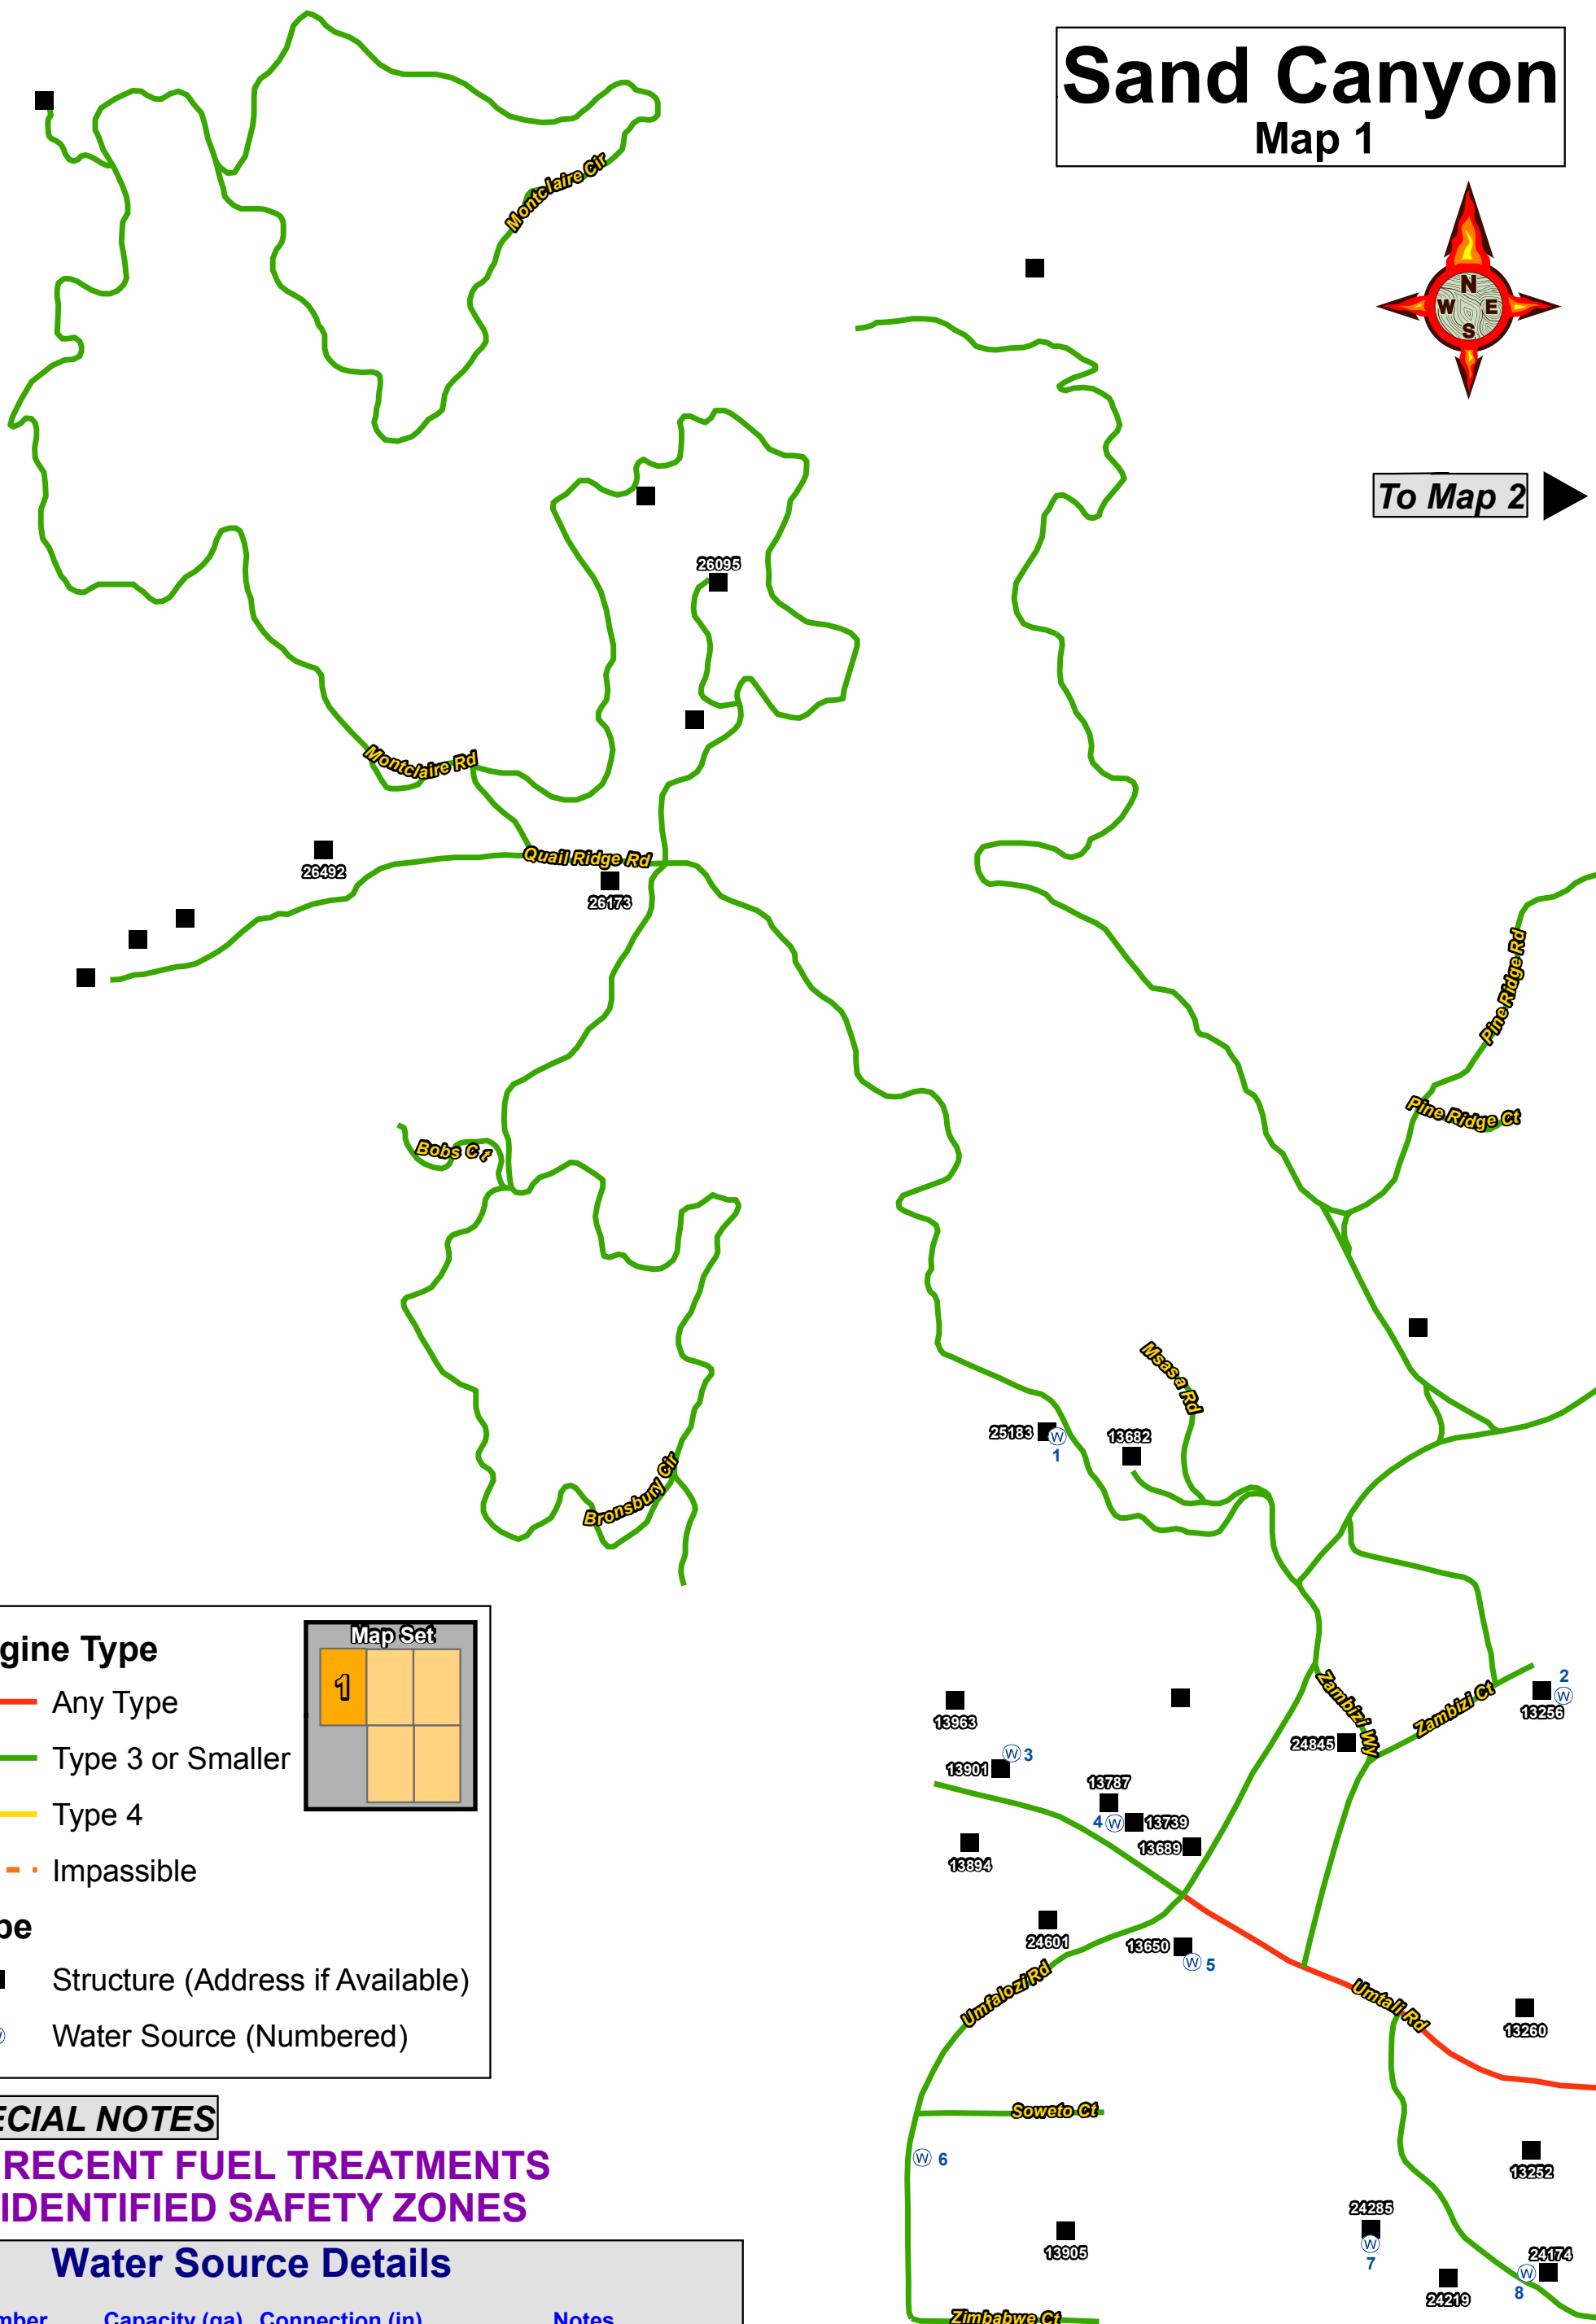 Sand Canyon
Map 1
N
W E
S
To Map 2
Montclaire Cir
26095
Montclaire Rd
Quail Ridge Rd
26492
26173
Pine Ridge Rd
Pine Ridge Ct
Bobs Ct
Msasa Rd
25183
W
1
13682
Bronsbury Cir
Zambizi Wy
Zambizi Ct
2
W
13256
24845
13963
13901
W 3
13787
4 W 13739
13689
13894
24601
13650
W 5
Umfalozi Rd
Umtali Rd
13260
Soweto Ct
W 6
13252
24285
W
7
13905
24174
W
8
24219
Zimbabwe Ct
gine Type
Any Type
Type 3 or Smaller
Type 4
Impassible
Map Set
1
pe
Structure (Address if Available)
W Water Source (Numbered)
ECIAL NOTES
RECENT FUEL TREATMENTS
IDENTIFIED SAFETY ZONES
Water Source Details
mber Capacity (ga) Connection (in) Notes